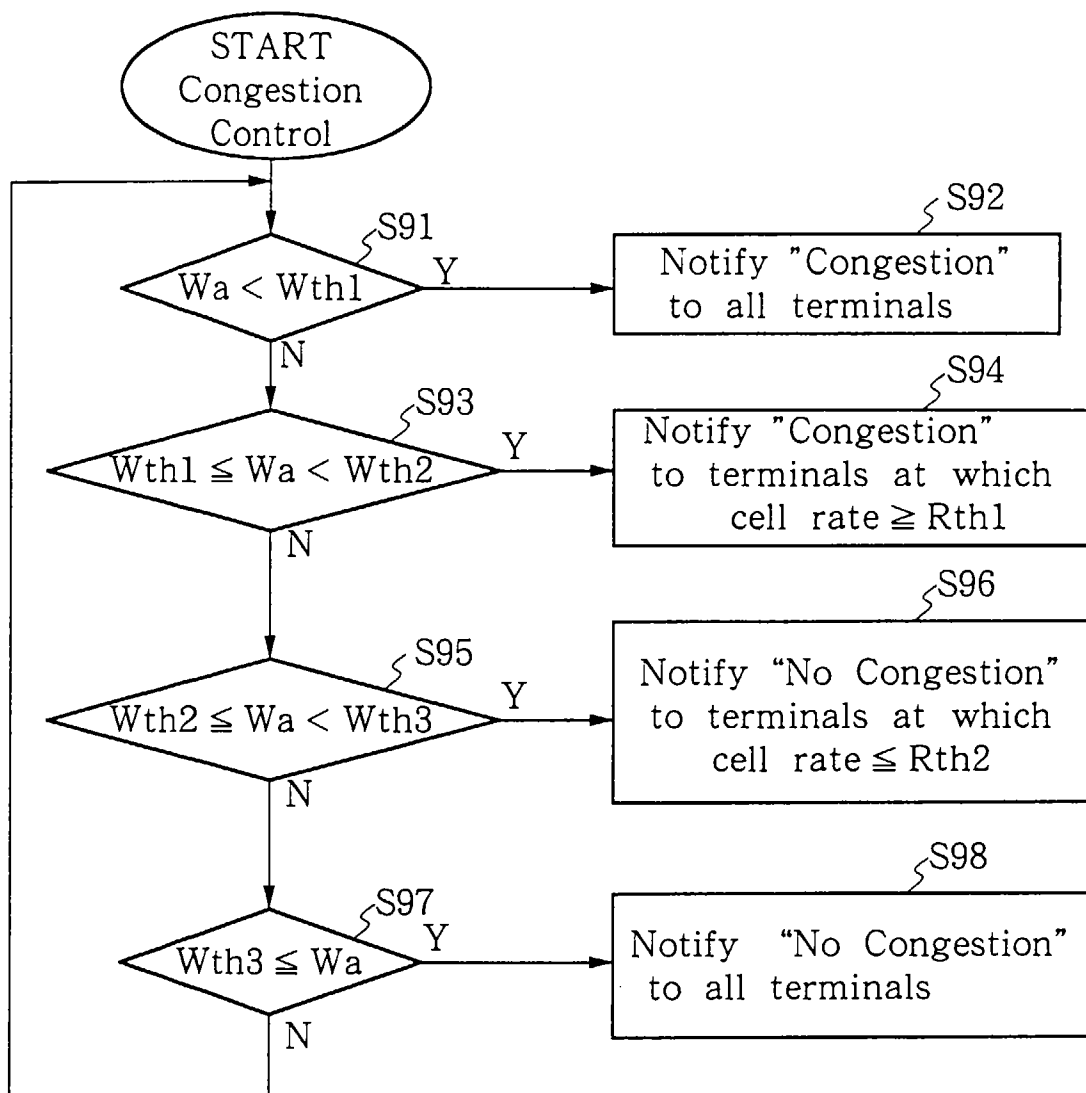 START
Congestion
Control
S91
Wa < Wth1
Y
N
S92
Notify "Congestion"
to all terminals
S93
Wth1 ≦ Wa < Wth2
Y
N
S94
Notify "Congestion"
to terminals at which
cell rate ≧ Rth1
S95
Wth2 ≦ Wa < Wth3
Y
N
S96
Notify “No Congestion”
to terminals at which
cell rate ≦ Rth2
S97
Wth3 ≦ Wa
Y
N
S98
Notify “No Congestion”
to all terminals